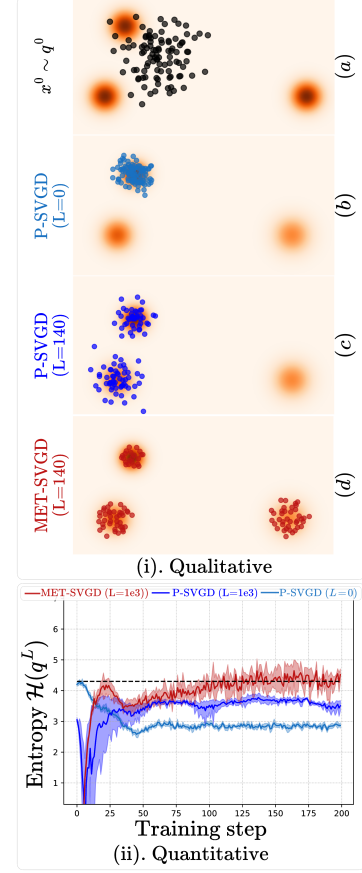 x⁰ ~ q⁰
(a)
P-SVGD
(L=0)
(b)
P-SVGD
(L=140)
(c)
MET-SVGD
(L=140)
(d)
(i). Qualitative
MET-SVGD (L=1e3)) P-SVGD (L=1e3) P-SVGD (L=0)
Entropy ℋ(q^L)
7
6
5
4
3
2
1
0 25 50 75 100 125 150 175 200
Training step
(ii). Quantitative